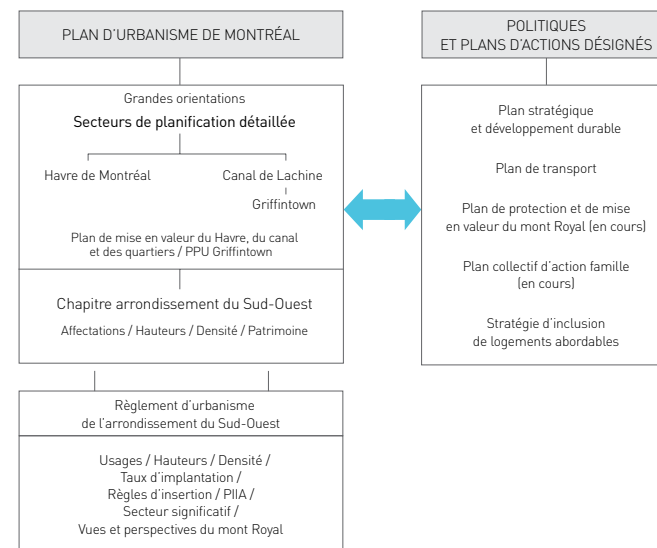 PLAN D'URBANISME DE MONTRÉAL
Grandes orientations
Secteurs de planification détaillée
Havre de Montréal
Canal de Lachine
Griffintown
Plan de mise en valeur du Havre, du canal
et des quartiers / PPU Griffintown
Chapitre arrondissement du Sud-Ouest
Affectations / Hauteurs / Densité / Patrimoine
Règlement d'urbanisme
de l'arrondissement du Sud-Ouest
Usages / Hauteurs / Densité /
Taux d'implantation /
Règles d'insertion / PIIA /
Secteur significatif /
Vues et perspectives du mont Royal
POLITIQUES
ET PLANS D'ACTIONS DÉSIGNÉS
Plan stratégique
et développement durable
Plan de transport
Plan de protection et de mise
en valeur du mont Royal (en cours)
Plan collectif d'action famille
(en cours)
Stratégie d'inclusion
de logements abordables